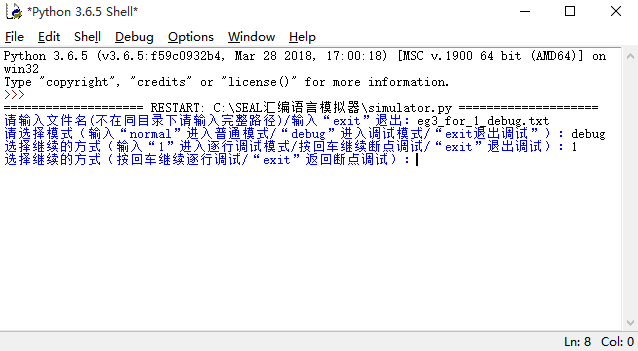 *Python 3.6.5 Shell*
File Edit Shell Debug Options Window Help
Python 3.6.5 (v3.6.5:f59c0932b4, Mar 28 2018, 17:00:18) [MSC v.1900 64 bit (AMD64)] on
win32
Type "copyright", "credits" or "license()" for more information.
>>>
==================== RESTART: C:\SEAL汇编语言模拟器\simulator.py ====================
请输入文件名(不在同目录下请输入完整路径)/输入“exit”退出：eg3_for_1_debug.txt
请选择模式（输入“normal”进入普通模式/“debug”进入调试模式/“exit退出调试”）：debug
选择继续的方式（输入“1”进入逐行调试模式/按回车继续断点调试/“exit”退出调试）：1
选择继续的方式（按回车继续逐行调试/“exit”返回断点调试）：
Ln: 8 Col: 0